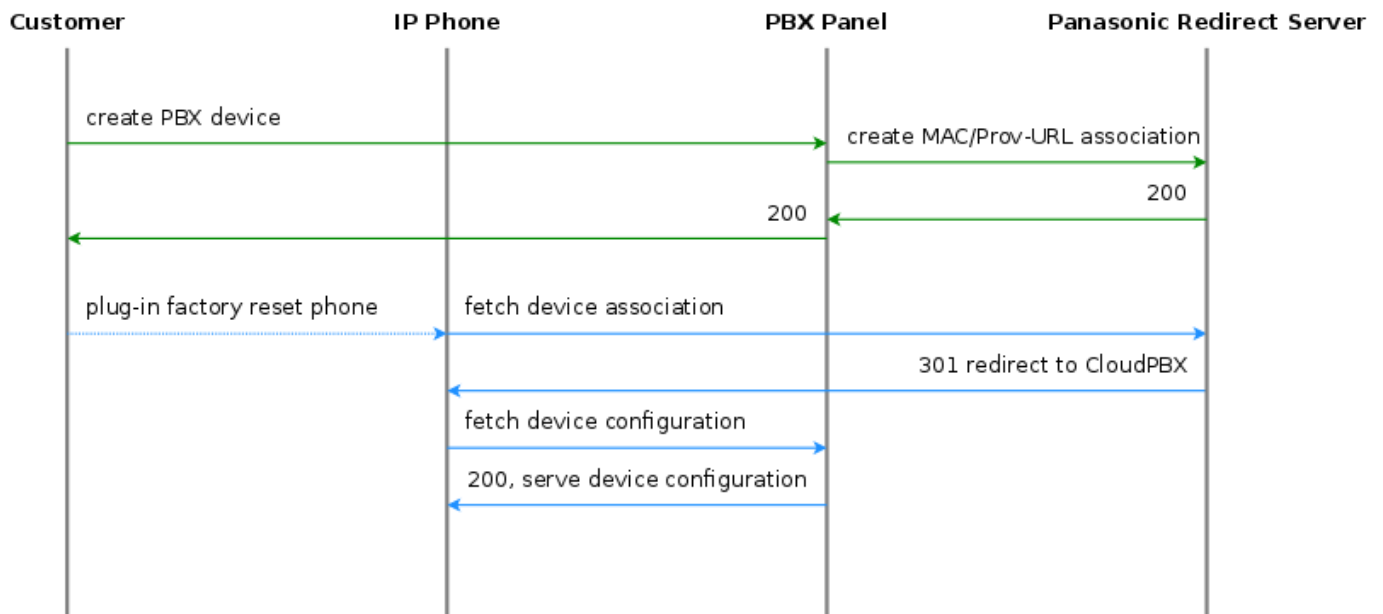 Customer
IP Phone
PBX Panel
Panasonic Redirect Server
create PBX device
create MAC/Prov-URL association
200
200
plug-in factory reset phone
fetch device association
301 redirect to CloudPBX
fetch device configuration
200, serve device configuration